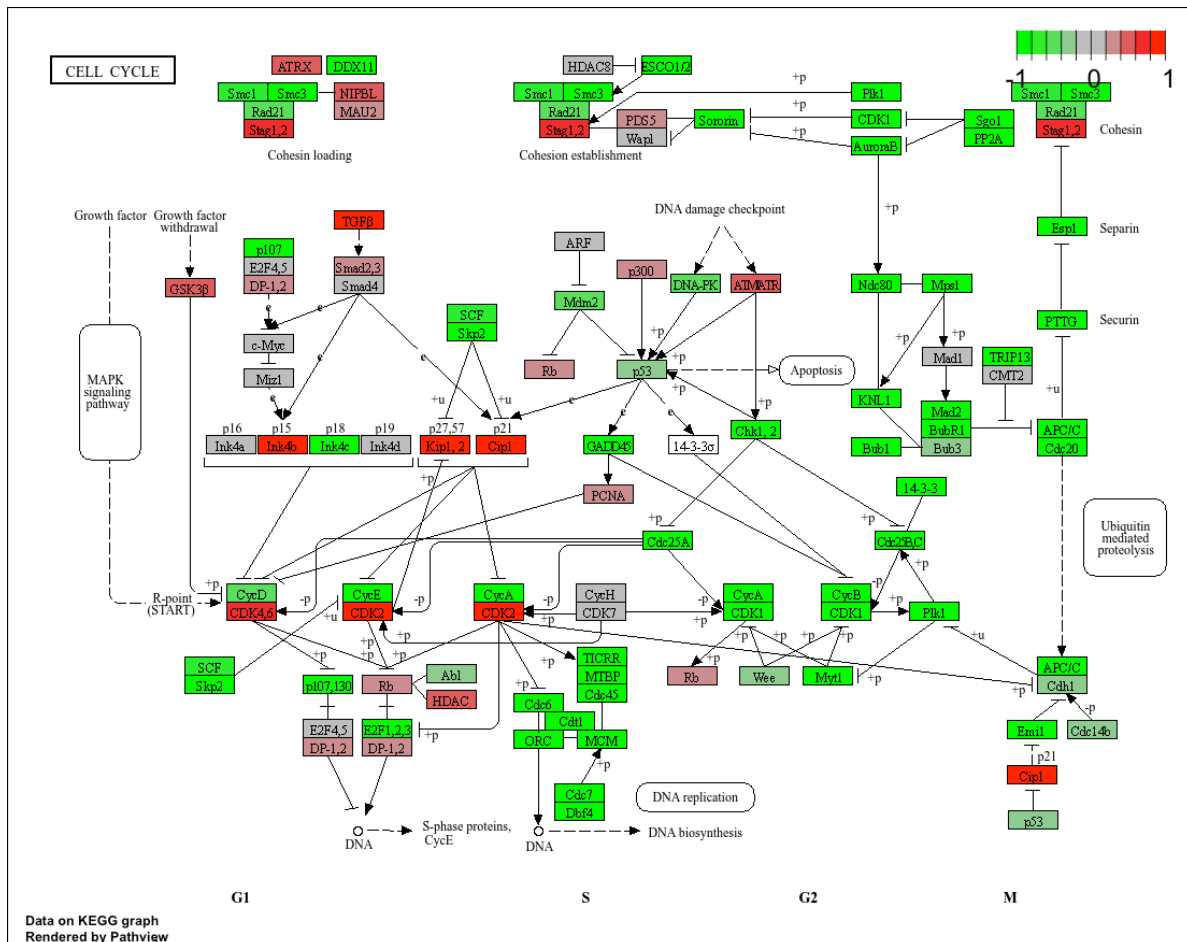 CELL CYCLE
ATRX
DDX11
Smc1
Smc3
NIPBL
Rad21
MAU2
Stag1,2
Cohesin loading
HDAC8
ESCO1/2
Smc1
Smc3
Rad21
Stag1,2
PDS5
Wapl
Sororin
Cohesion establishment
+p
Plk1
+p
CDK1
+p
AuroraB
Sgo1
PP2A
-1
0
1
Smc1
Smc3
Rad21
Stag1,2
Cohesin
Growth factor
Growth factor
withdrawal
TGFβ
DNA damage checkpoint
+p
Esp1
Separin
p107
E2F4,5
DP-1,2
Smad2,3
Smad4
GSK3β
ARF
p300
DNA-PK
ATMATR
Mdm2
Ndc80
Mps1
SCF
Skp2
PTTG
Securin
e
e
c-Myc
Miz1
+p
+p
+p
+p
Mad1
TRIP13
CMT2
MAPK
signaling
pathway
Rb
p53
Apoptosis
e
e
e
+u
+u
e
e
+p
+p
KNL1
+u
Mad2
BubR1
Bub3
Bub1
APC/C
Cdc20
p16
p15
p18
p19
p27,57
p21
Ink4a
Ink4b
Ink4c
Ink4d
Kip1, 2
Cip1
GADD45
14-3-3σ
Chk1, 2
+p
PCNA
14-3-3
+p
Cdc25A
+p
Cdc25B,C
Ubiquitin
mediated
proteolysis
R-point
(START)
+p
CycD
CDK4,6
-p
CycE
CDK2
-p
CycA
CDK2
-p
+p
CycH
CDK7
-p
+p
CycA
CDK1
CycB
CDK1
-p
+p
Plk1
+u
+u
+p
+p
+p
+p
+p
+p
+p
+p
SCF
Skp2
p107,130
Rb
Abl
HDAC
TICRR
MTBP
Cdc45
Rb
Wee
Myt1
+p
+p
APC/C
Cdh1
-p
+p
Cdc6
Cdt1
ORC
MCM
E2F4,5
DP-1,2
E2F1,2,3
DP-1,2
+p
Emi1
Cdc14b
+p
p21
Cip1
Cdc7
Dbf4
DNA replication
p53
DNA
S-phase proteins,
CycE
DNA
DNA biosynthesis
G1
S
G2
M
Data on KEGG graph
Rendered by Pathview